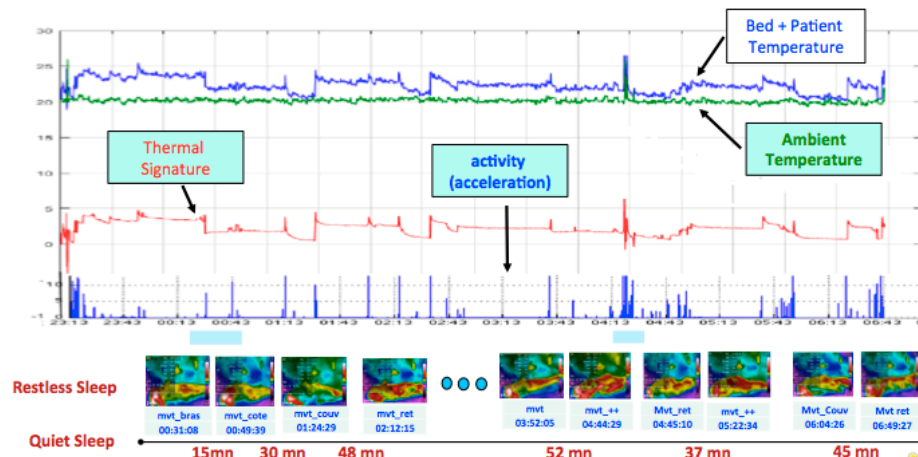 30
25
20
15
10
5
0
Bed + Patient
Temperature
Ambient
Temperature
Thermal
Signature
activity
(acceleration)
10
5
-1
23:13 23:43 00:13 00:43 01:13 01:43 02:13 02:43 03:13 03:43 04:13 04:43 05:13 05:43 06:13 06:43
Restless Sleep
mvt_bras mvt_cote mvt_couv mvt_ret mvt mvt_++ Mvt_ret mvt_++ Mvt_Couv Mvt ret
00:31:08 00:49:39 01:24:29 02:12:15 03:52:05 04:44:29 04:45:10 05:22:34 06:04:26 06:49:27
Quiet Sleep
15mn 30 mn 48 mn 52 mn 37 mn 45 mn